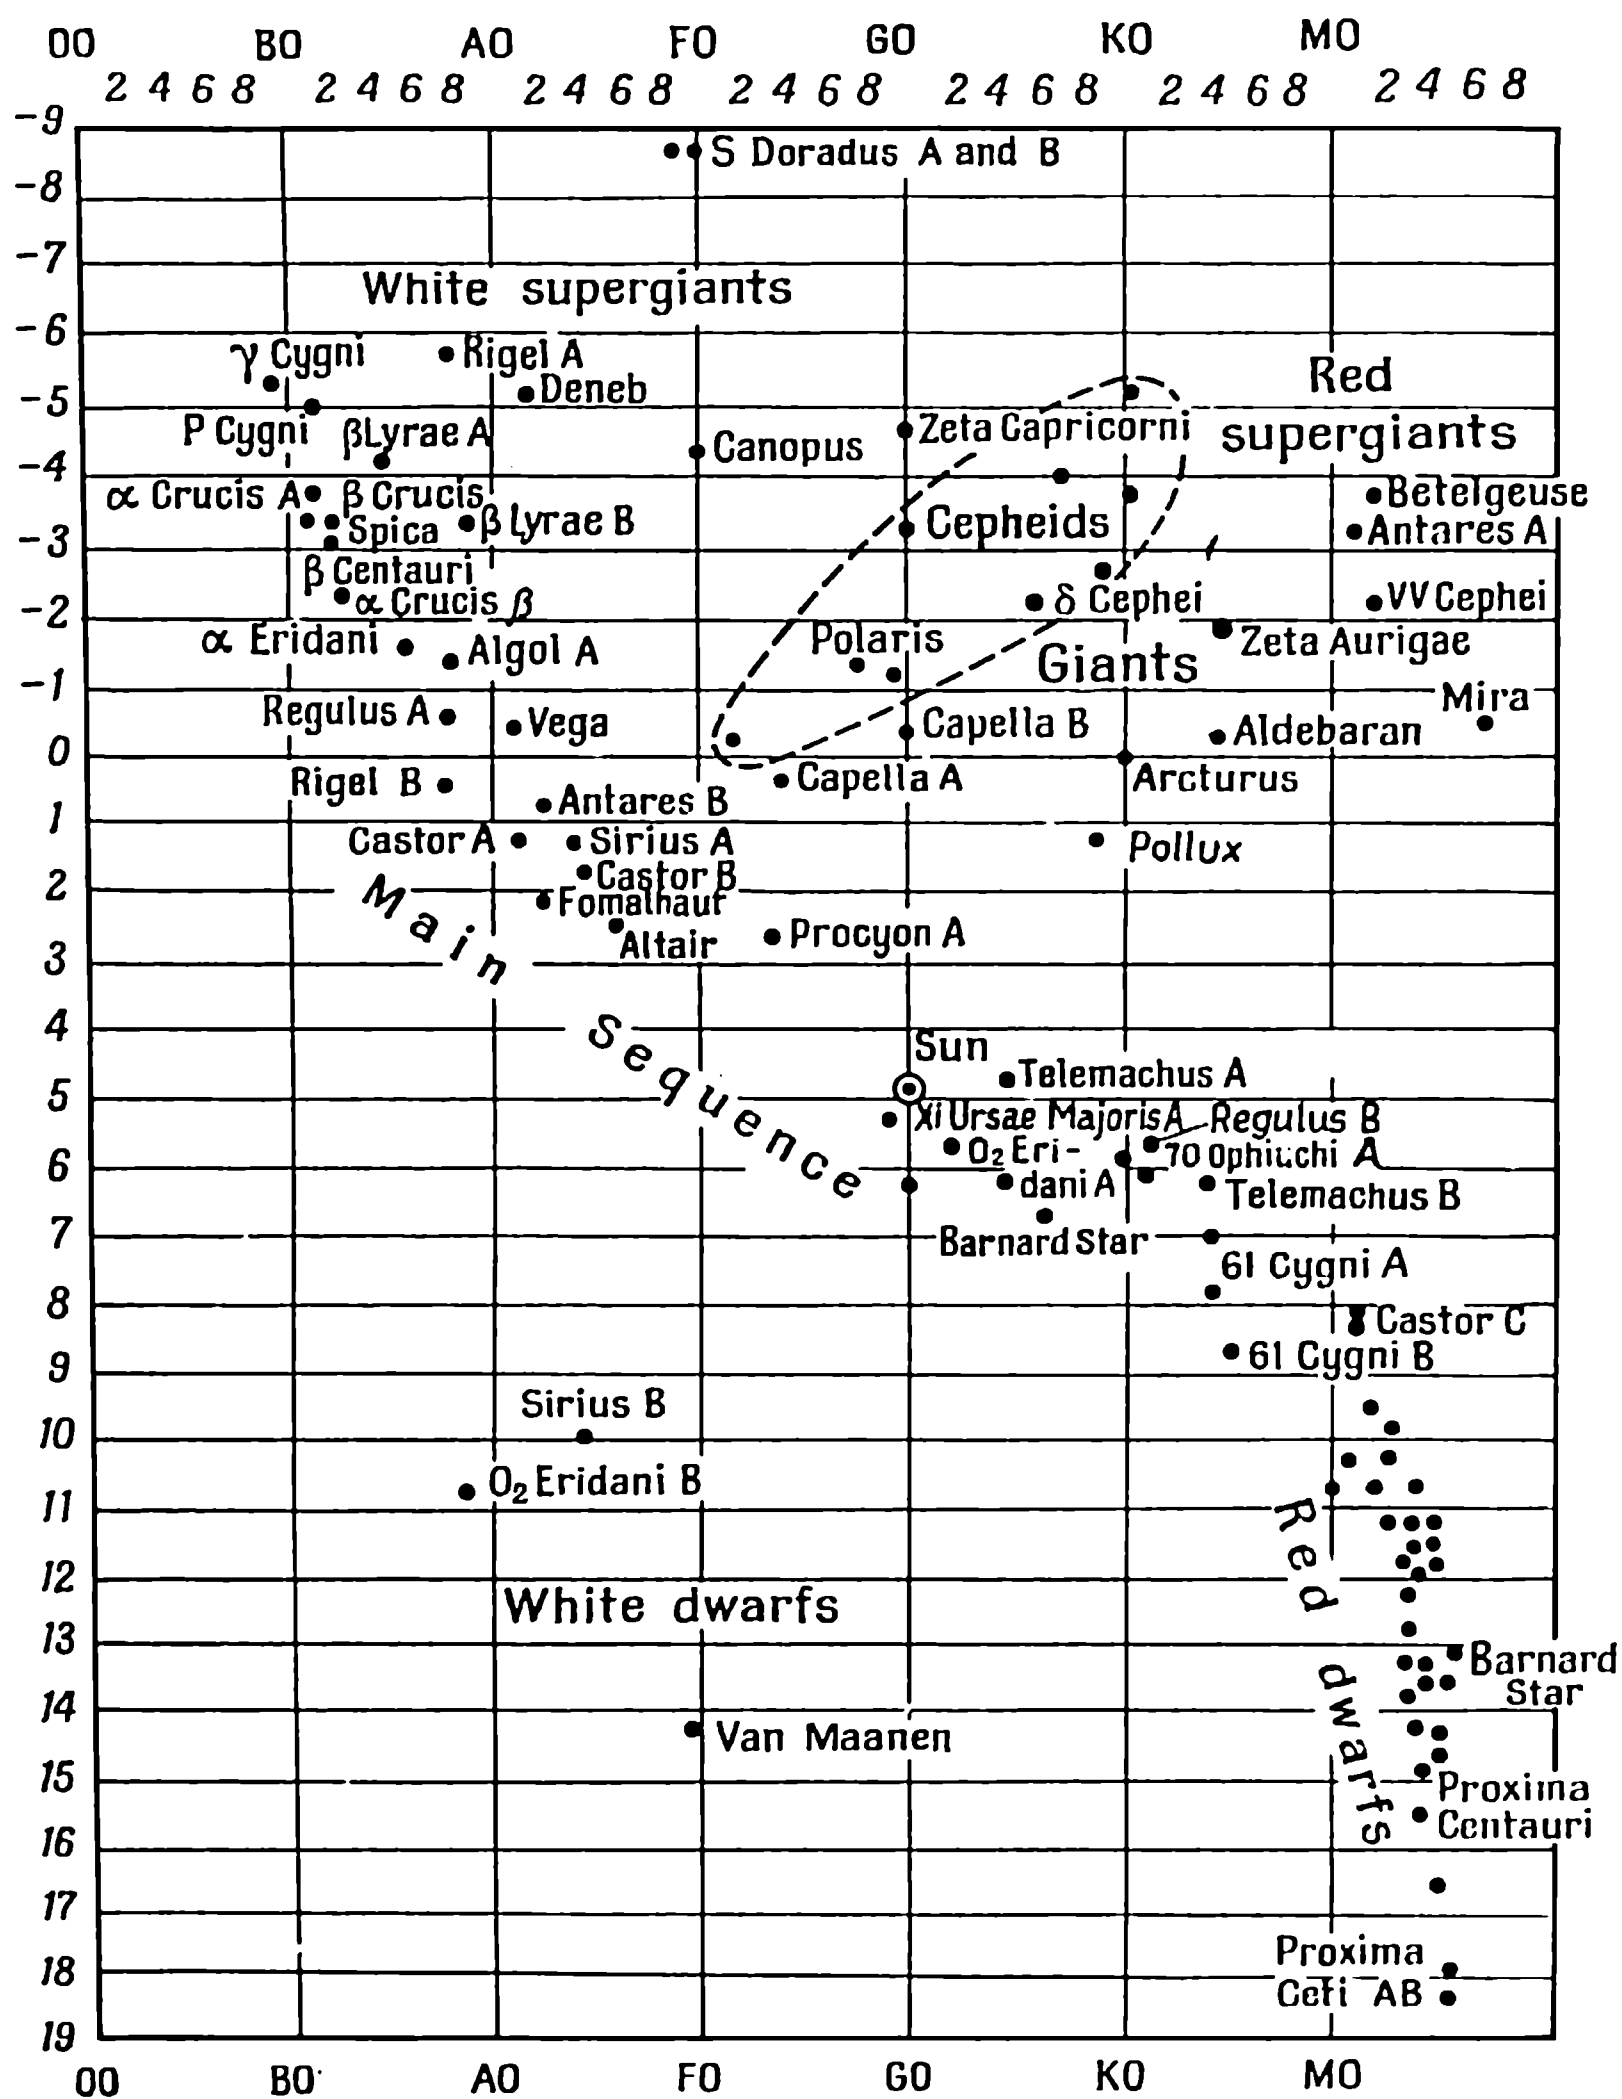 O0 B0 A0 F0 G0 K0 M0
2 4 6 8 2 4 6 8 2 4 6 8 2 4 6 8 2 4 6 8 2 4 6 8 2 4 6 8
-9
S Doradus A and B
-8
-7
White supergiants
-6
γ Cygni
Rigel A
Deneb
Red
-5
P Cygni
βLyrae A
Canopus
Zeta Capricorni
supergiants
-4
α Crucis A
β Crucis
Betelgeuse
Spica
β Lyrae B
Cepheids
Antares A
-3
β Centauri
α Crucis β
δ Cephei
VV Cephei
-2
α Eridani
Algol A
Polaris
Giants
Zeta Aurigae
-1
Mira
Regulus A
Vega
Capella B
Aldebaran
0
Rigel B
Capella A
Arcturus
Antares B
1
Castor A
Sirius A
Pollux
Castor B
2
Fomalhaut
Main
Altair
Procyon A
3
4
Sequence
Sun
Telemachus A
5
Xi Ursae Majoris A
Regulus B
O₂ Eri-
dani A
70 Ophiuchi A
6
Telemachus B
7
Barnard Star
61 Cygni A
8
Castor C
61 Cygni B
9
Sirius B
10
O₂ Eridani B
11
Red
12
White dwarfs
13
Barnard
Star
dwarfs
14
Van Maanen
15
Proxima
Centauri
16
17
Proxima
18
Ceti AB
19
O0 B0 A0 F0 G0 K0 M0